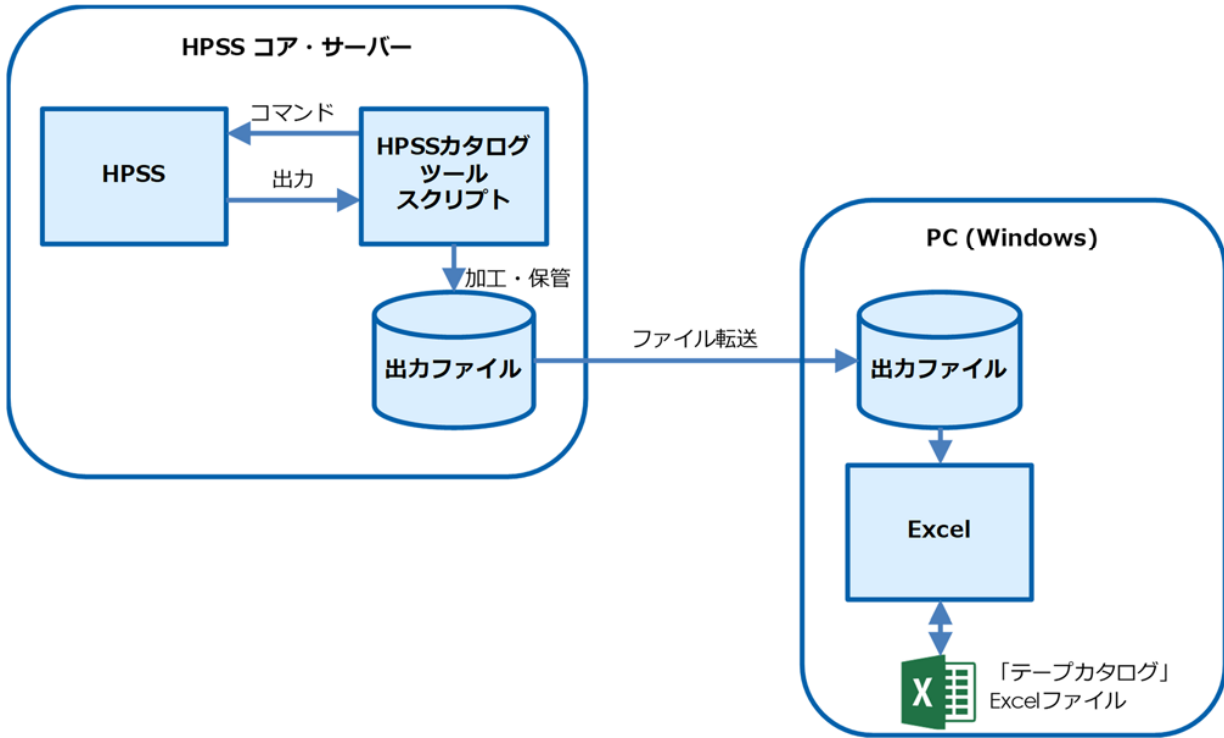 HPSS コア・サーバー
コマンド
HPSS
出力
HPSSカタログ
ツール
スクリプト
加工・保管
出力ファイル
ファイル転送
PC (Windows)
出力ファイル
Excel
X
「テープカタログ」
Excelファイル